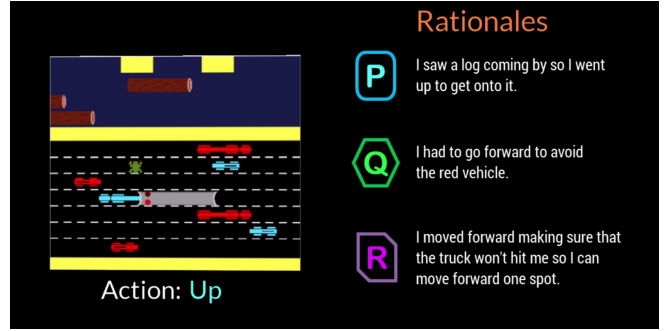 Rationales
P
I saw a log coming by so I went
up to get onto it.
Q
I had to go forward to avoid
the red vehicle.
R
I moved forward making sure that
the truck won't hit me so I can
move forward one spot.
Action: Up